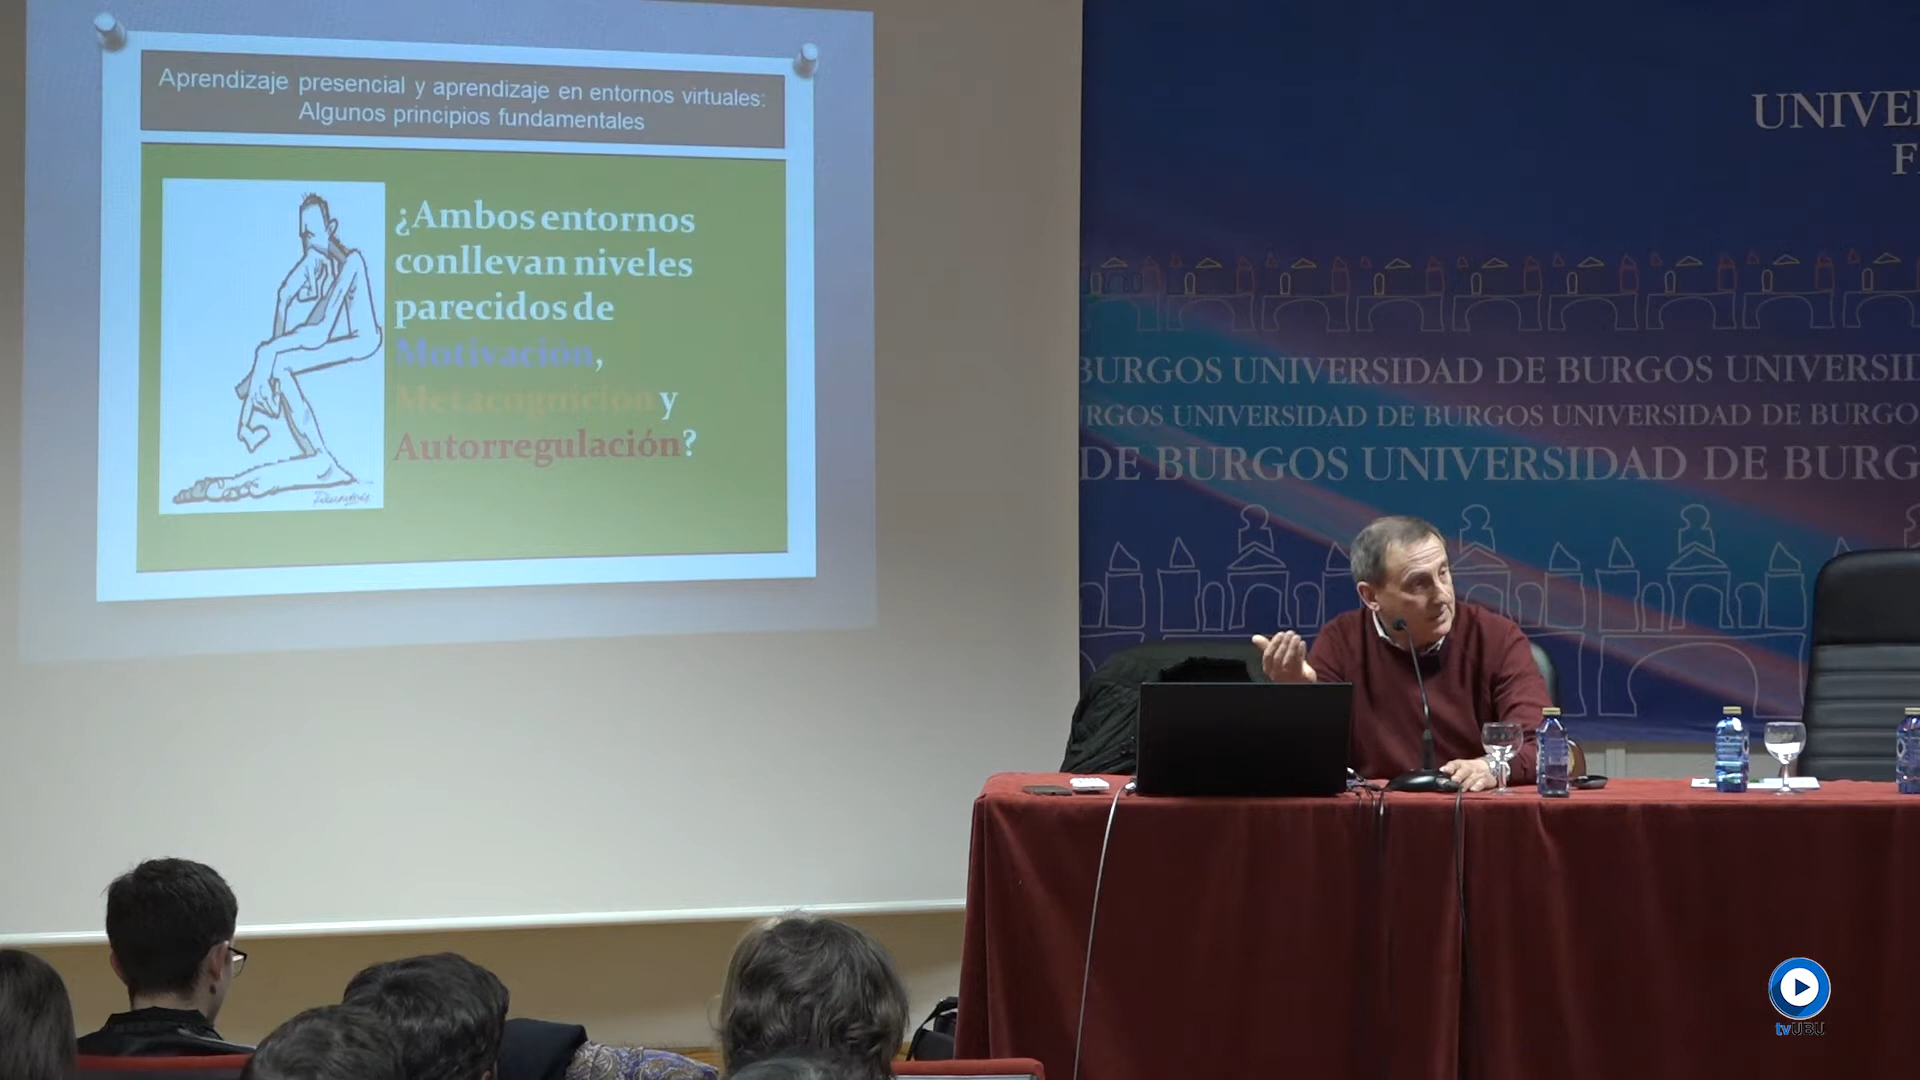 Aprendizaje presencial y aprendizaje en entornos virtuales:
Algunos principios fundamentales
¿Ambos entornos
conllevan niveles
parecidos de
Motivación,
Metacognición y
Autorregulación?
UNIVE
F
BURGOS UNIVERSIDAD DE BURGOS UNIVERSI
RGOS UNIVERSIDAD DE BURGOS UNIVERSIDAD DE BURGO
DE BURGOS UNIVERSIDAD DE BURG
tvUBU